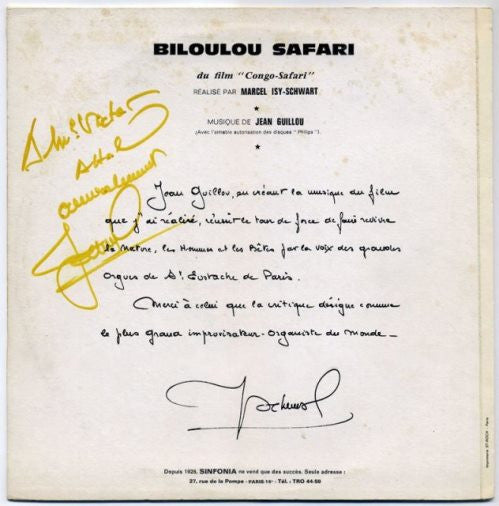 BILOULOU SAFARI
du film "Congo-Safari"
RÉALISÉ PAR MARCEL ISY-SCHWART
★
MUSIQUE DE JEAN GUILLOU
(Avec l'aimable autorisation des disques " Philips ").
★
A Mr Victor
Attal
amicalement
Jean Guillou, en créant la musique du film
que j'ai réalisé, réussit le tour de force de faire revivre
la Nature, les Hommes et les Bêtes par la voix des grandes
orgues de St Eustache de Paris.
Merci à celui que la critique désigne comme
le plus grand improvisateur-organiste du monde_
Depuis 1929, SINFONIA ne vend que des succès. Seule adresse :
27, rue de la Pompe - PARIS-16e - Tél. : TRO 44-59